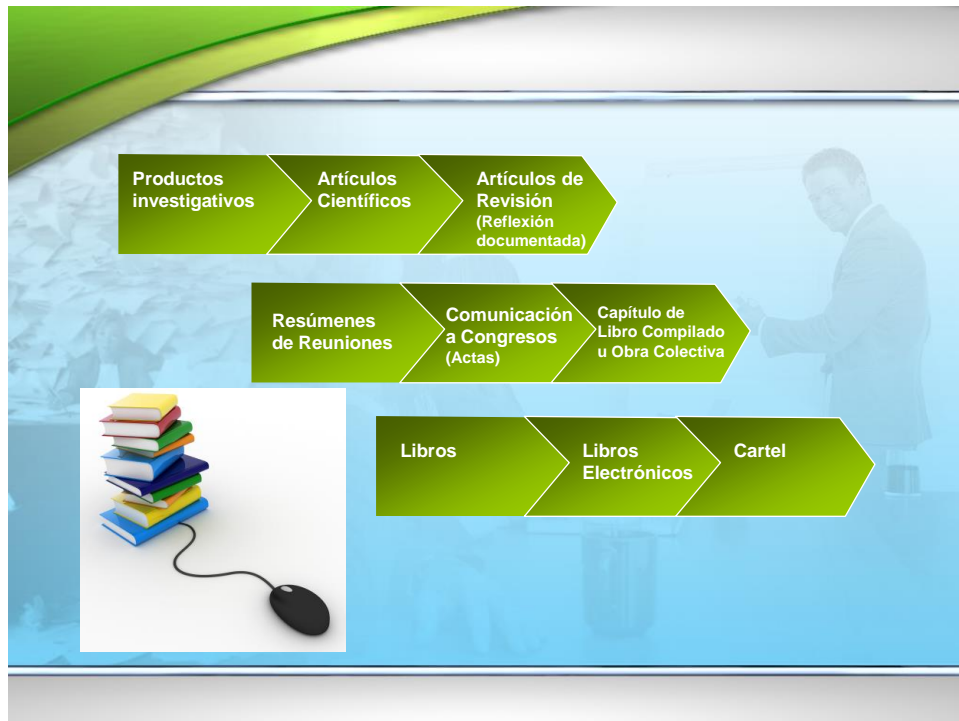 Productos
investigativos
Artículos
Científicos
Artículos de
Revisión
(Reflexión
documentada)
Resúmenes
de Reuniones
Comunicación
a Congresos
(Actas)
Capítulo de
Libro Compilado
u Obra Colectiva
Libros
Libros
Electrónicos
Cartel